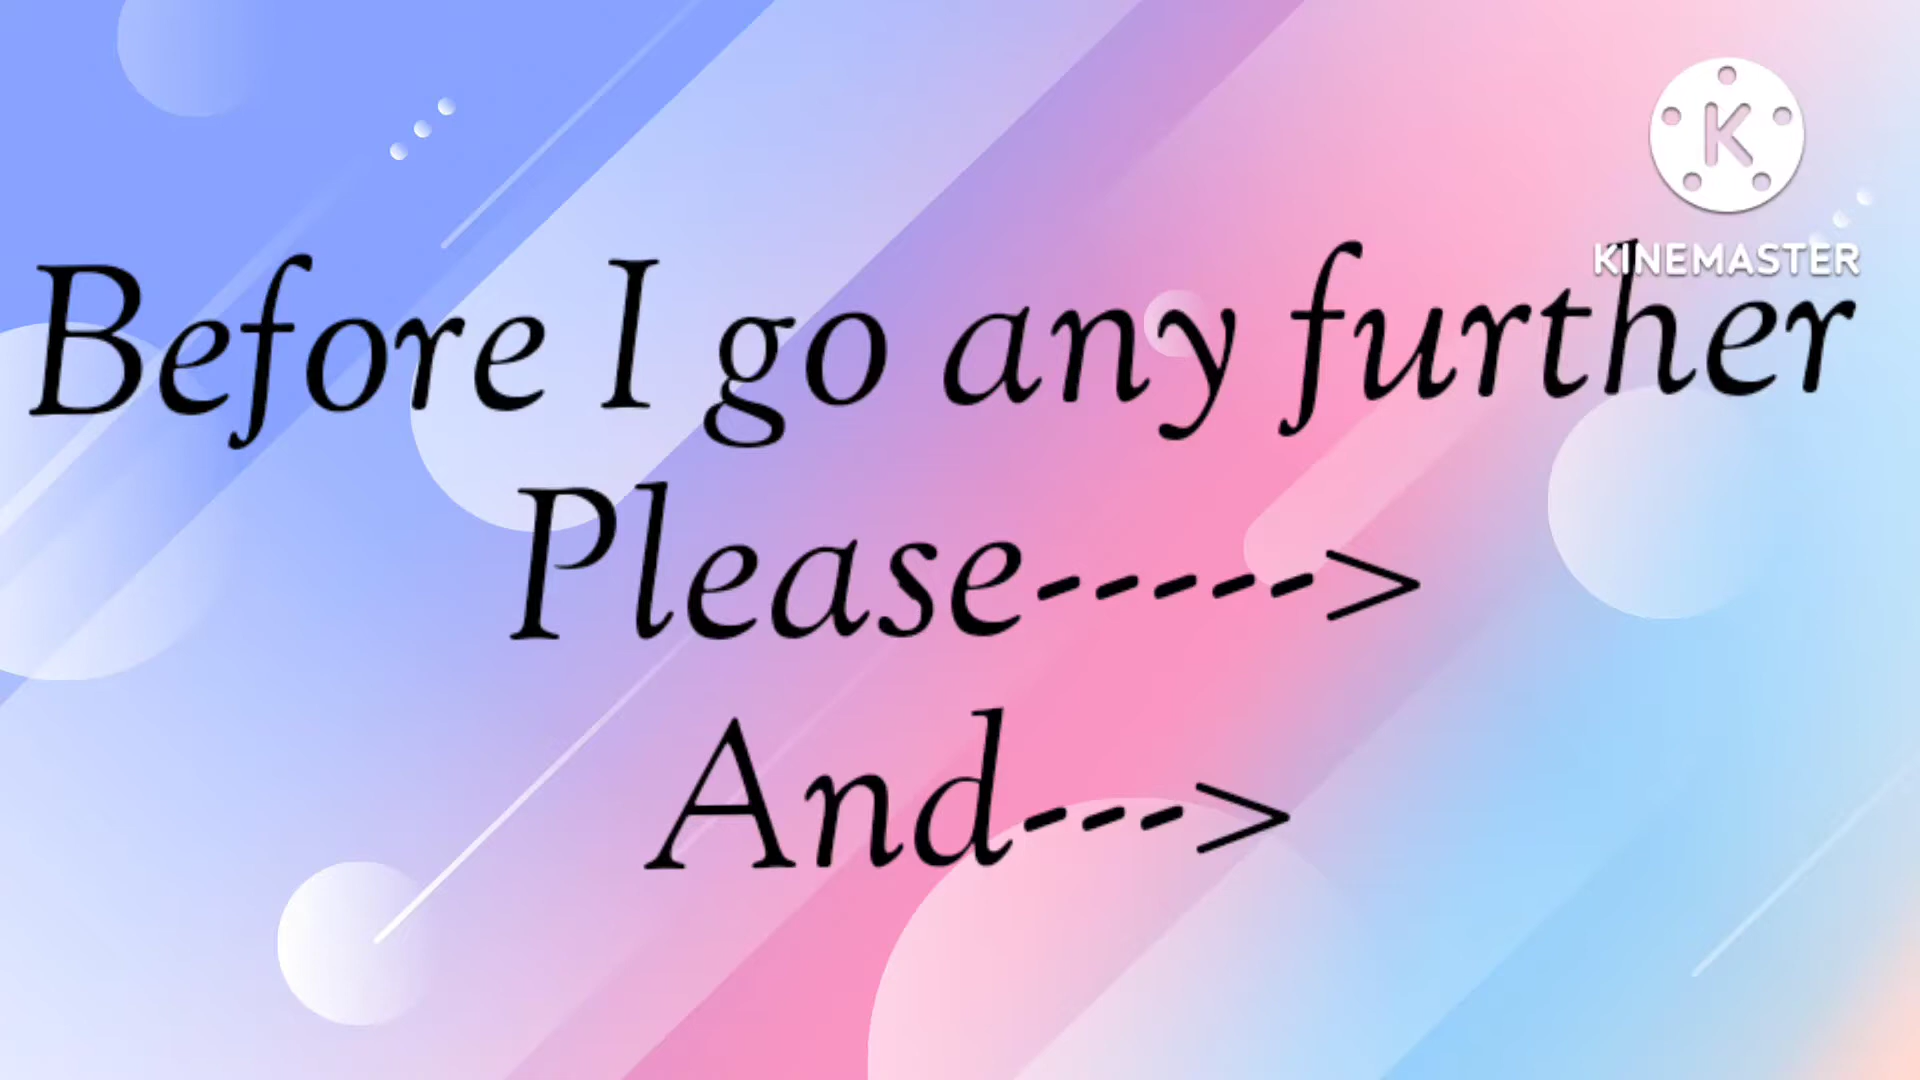 KINEMASTER
Before I go any further
Please----->
And--->